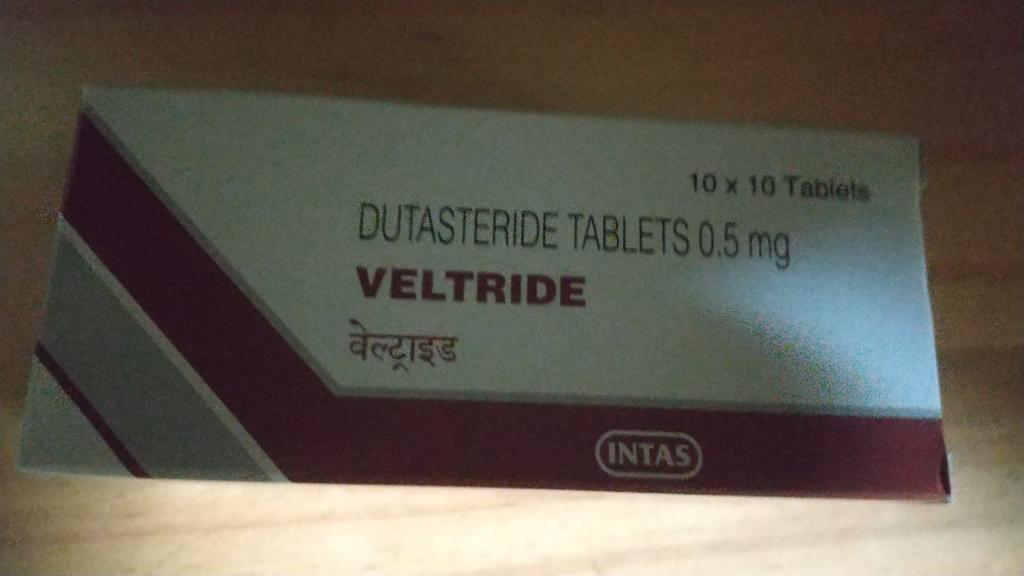 10 x 10 Tablets
DUTASTERIDE TABLETS 0.5 mg
VELTRIDE
वेल्ट्राइड
INTAS